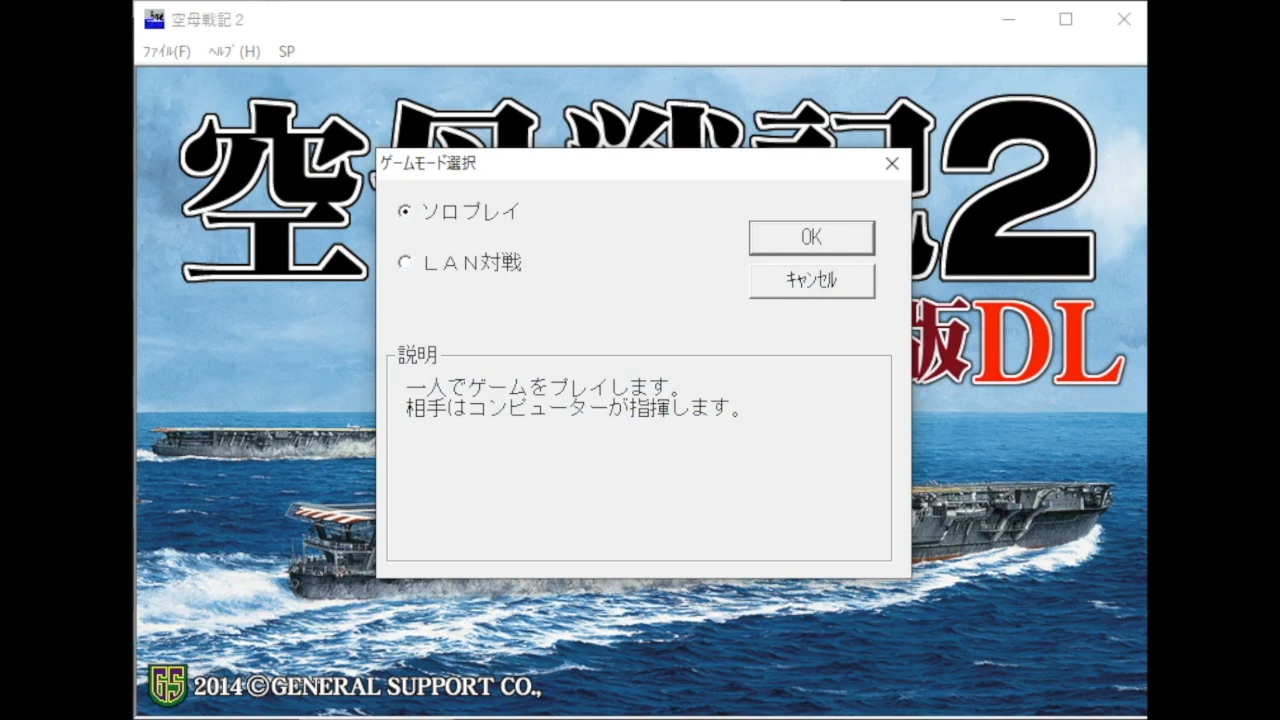 空母戦記２
ﾌｧｲﾙ(F) ﾍﾙﾌﾟ(H) SP
空母戦記2
版DL
ゲームモード選択
ソロプレイ
ＬＡＮ対戦
OK
ｷｬﾝｾﾙ
説明
一人でゲームをプレイします。
相手はコンピューターが指揮します。
GS 2014©GENERAL SUPPORT CO.,